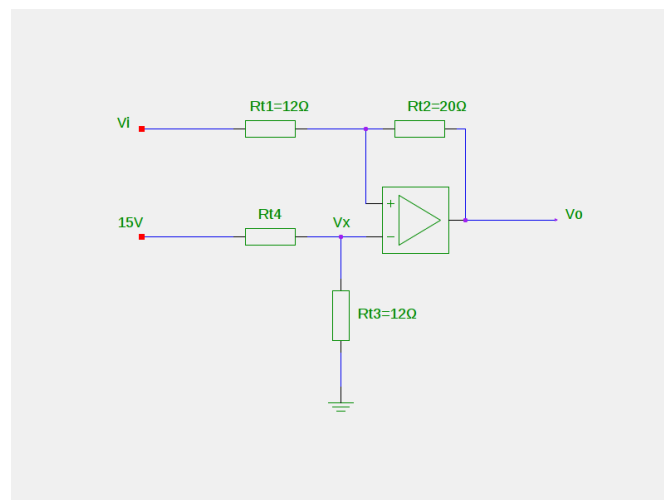 Rt1=12Ω
Rt2=20Ω
Vi
+
Vo
15V
Rt4
Vx
−
Rt3=12Ω